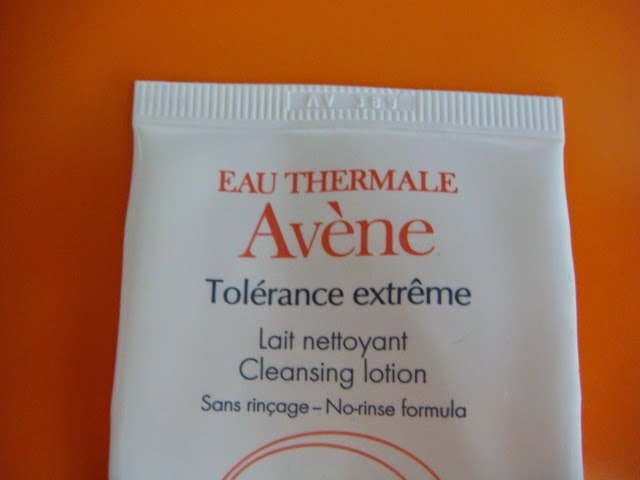 EAU THERMALE
Avène
Tolérance extrême
Lait nettoyant
Cleansing lotion
Sans rinçage – No-rinse formula